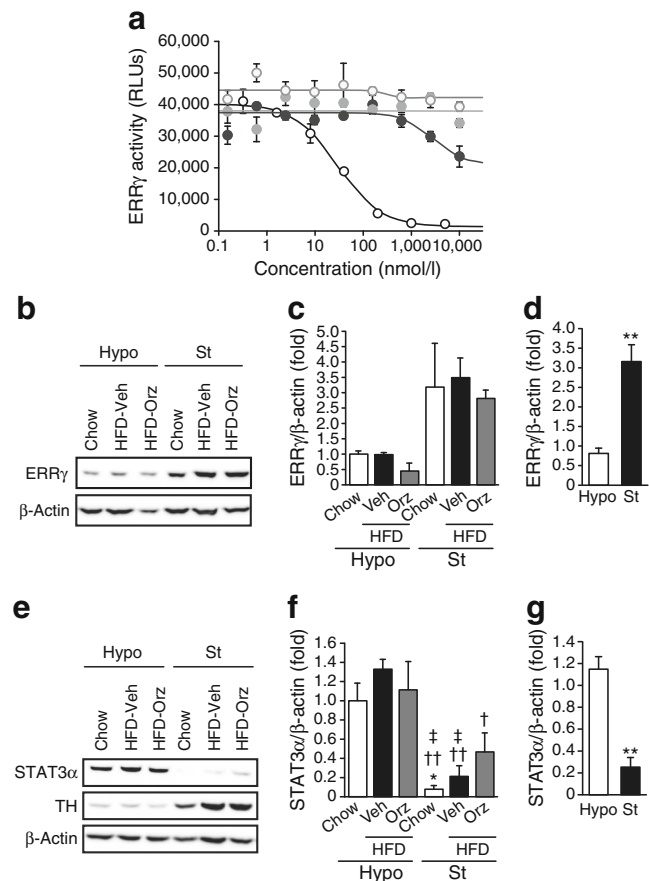 a
ERRγ activity (RLUs)
60,000
50,000
40,000
30,000
20,000
10,000
0
0.1
1
10
100
1000
10,000
Concentration (nmol/l)
b
Hypo
St
Chow
HFD-Veh
HFD-Orz
Chow
HFD-Veh
HFD-Orz
ERRγ
β-Actin
c
ERRγ/β-actin (fold)
5.0
4.5
4.0
3.5
3.0
2.5
2.0
1.5
1.0
0.5
0
Chow
Veh
Orz
Chow
Veh
Orz
HFD
HFD
Hypo
St
d
ERRγ/β-actin (fold)
4.0
3.5
3.0
2.5
2.0
1.5
1.0
0.5
0
**
Hypo
St
e
Hypo
St
Chow
HFD-Veh
HFD-Orz
Chow
HFD-Veh
HFD-Orz
STAT3α
TH
β-Actin
f
STAT3α/β-actin (fold)
1.6
1.4
1.2
1.0
0.8
0.6
0.4
0.2
0
‡
††
*
‡
††
†
Chow
Veh
Orz
Chow
Veh
Orz
HFD
HFD
Hypo
St
g
STAT3α/β-actin (fold)
1.4
1.2
1.0
0.8
0.6
0.4
0.2
0
**
Hypo
St